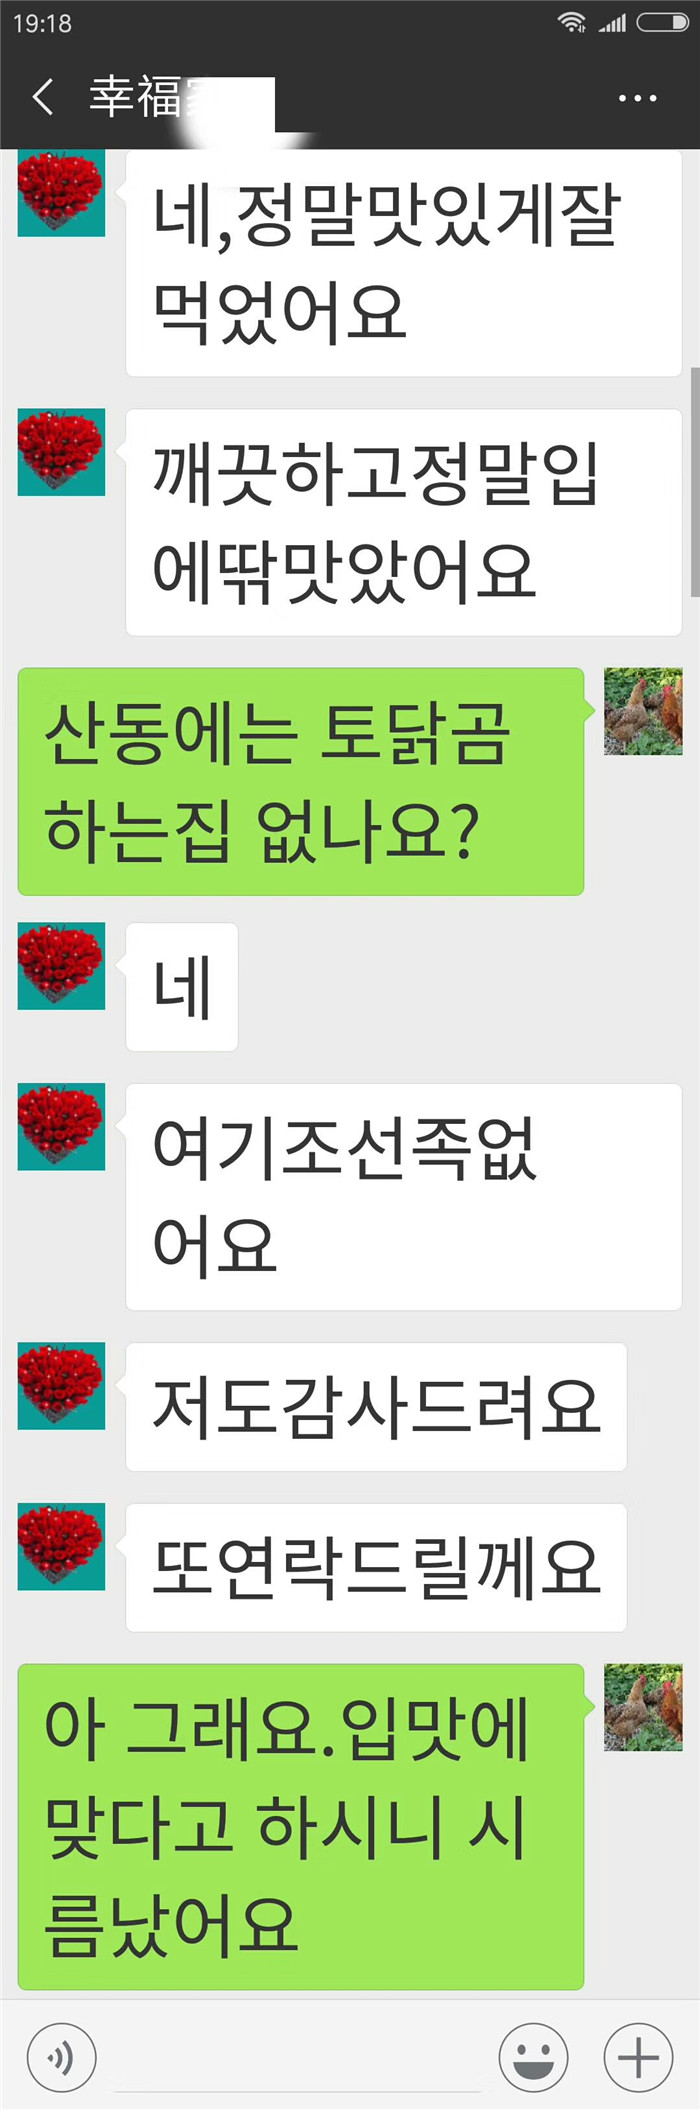 19:18
幸福
네,정말맛있게잘
먹었어요
깨끗하고정말입
에딲맛았어요
산동에는 토닭곰
하는집 없나요?
네
여기조선족없
어요
저도감사드려요
또연락드릴께요
아 그래요.입맛에
맞다고 하시니 시
름났어요